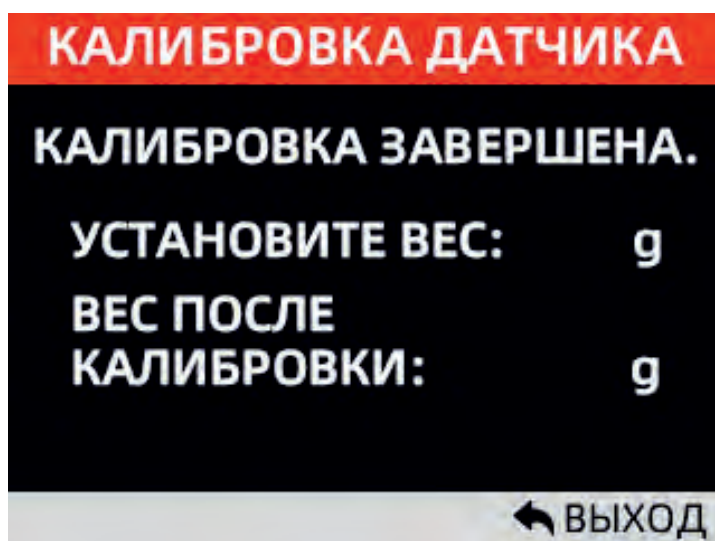 КАЛИБРОВКА ДАТЧИКА
КАЛИБРОВКА ЗАВЕРШЕНА.
УСТАНОВИТЕ ВЕС: g
ВЕС ПОСЛЕ
КАЛИБРОВКИ: g
ВЫХОД